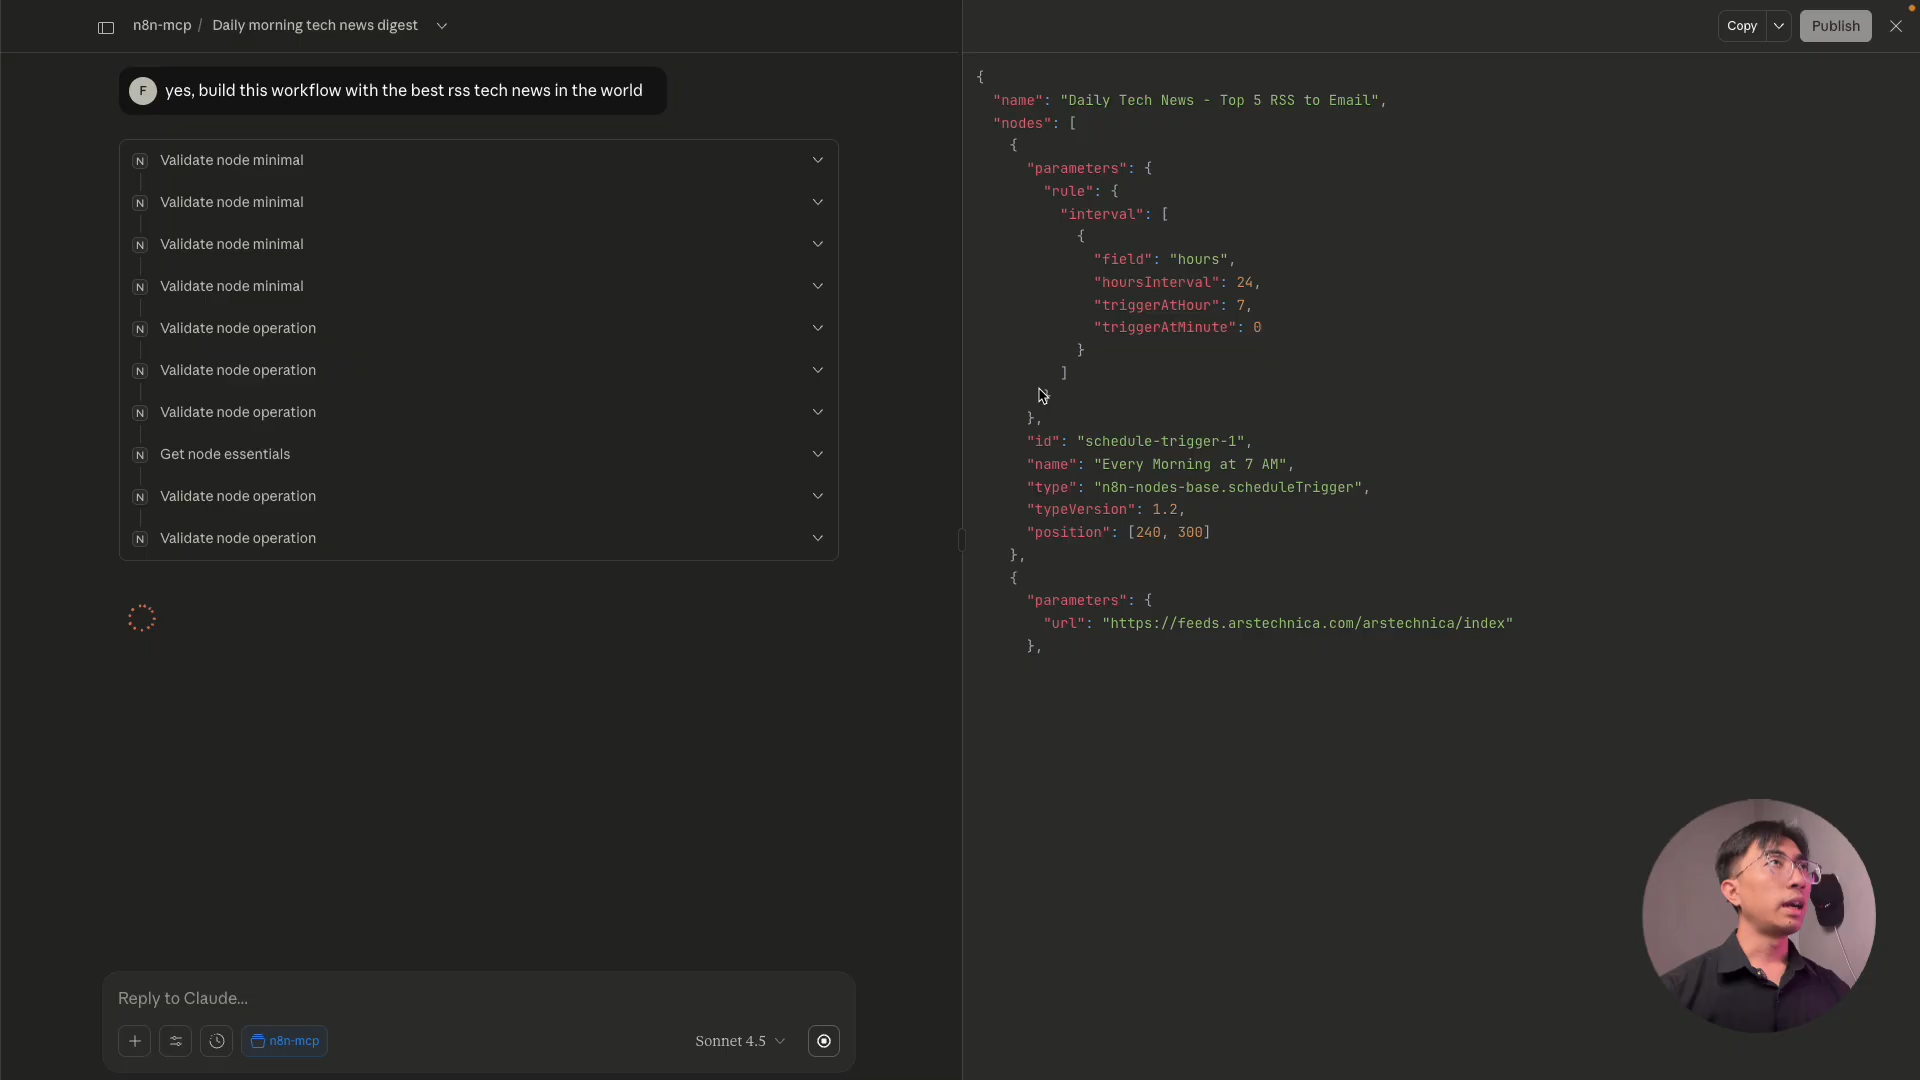 n8n-mcp / Daily morning tech news digest
Copy
Publish
F
yes, build this workflow with the best rss tech news in the world
N Validate node minimal
N Validate node minimal
N Validate node minimal
N Validate node minimal
N Validate node operation
N Validate node operation
N Validate node operation
N Get node essentials
N Validate node operation
N Validate node operation
Reply to Claude...
n8n-mcp
Sonnet 4.5
{
"name": "Daily Tech News - Top 5 RSS to Email",
"nodes": [
{
"parameters": {
"rule": {
"interval": [
{
"field": "hours",
"hoursInterval": 24,
"triggerAtHour": 7,
"triggerAtMinute": 0
}
]
},
"id": "schedule-trigger-1",
"name": "Every Morning at 7 AM",
"type": "n8n-nodes-base.scheduleTrigger",
"typeVersion": 1.2,
"position": [240, 300]
},
{
"parameters": {
"url": "https://feeds.arstechnica.com/arstechnica/index"
},